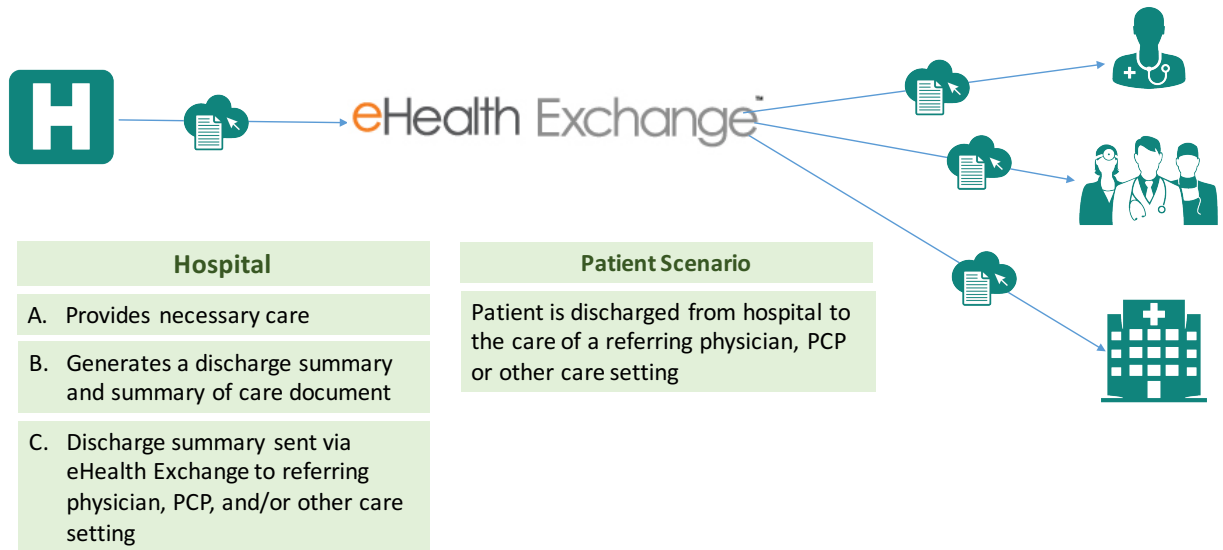 H
eHealth Exchange™
Hospital
A. Provides necessary care
B. Generates a discharge summary
and summary of care document
C. Discharge summary sent via
eHealth Exchange to referring
physician, PCP, and/or other care
setting
Patient Scenario
Patient is discharged from hospital to
the care of a referring physician, PCP
or other care setting